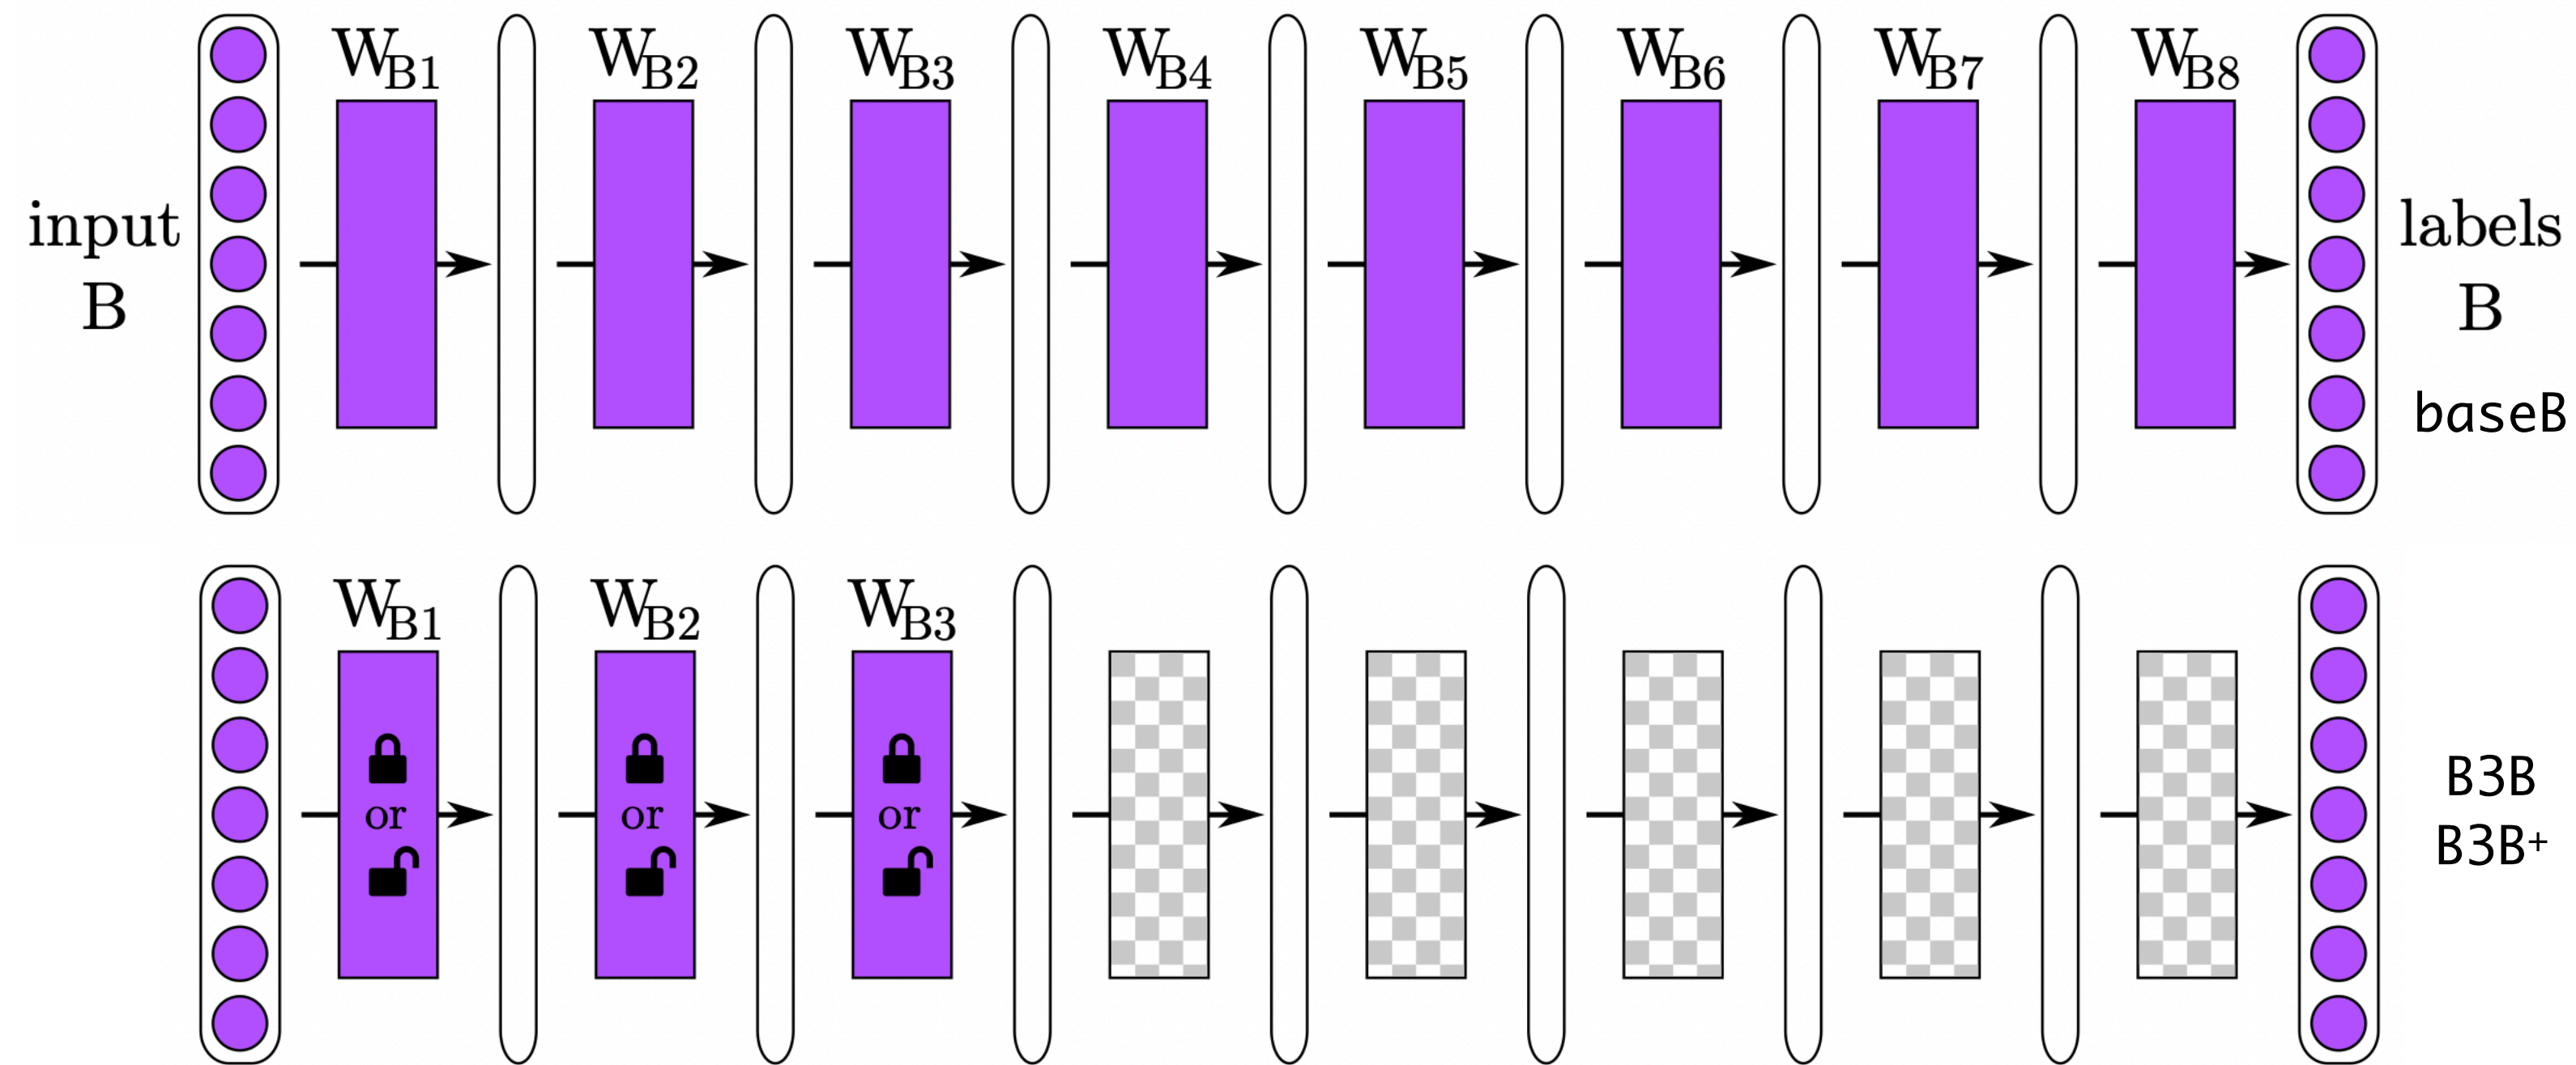 input
B
W_B1
W_B2
W_B3
W_B4
W_B5
W_B6
W_B7
W_B8
labels
B
baseB
W_B1
W_B2
W_B3
or
or
or
B3B
B3B⁺